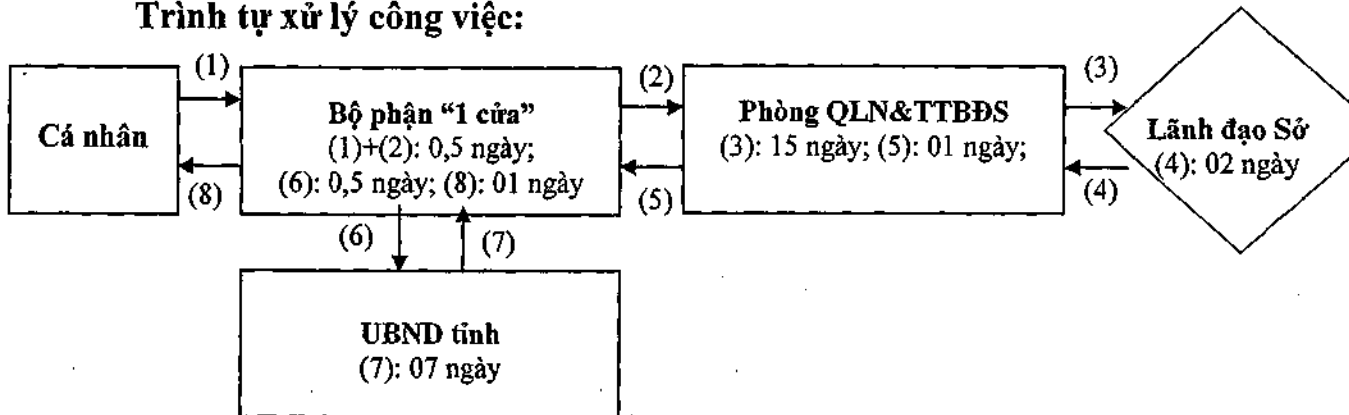 Trình tự xử lý công việc:
(1)
(2)
(3)
Cá nhân
Bộ phận “1 cửa”
(1)+(2): 0,5 ngày;
(6): 0,5 ngày; (8): 01 ngày
Phòng QLN&TTBĐS
(3): 15 ngày; (5): 01 ngày;
Lãnh đạo Sở
(4): 02 ngày
(8)
(5)
(4)
(6)
(7)
UBND tỉnh
(7): 07 ngày